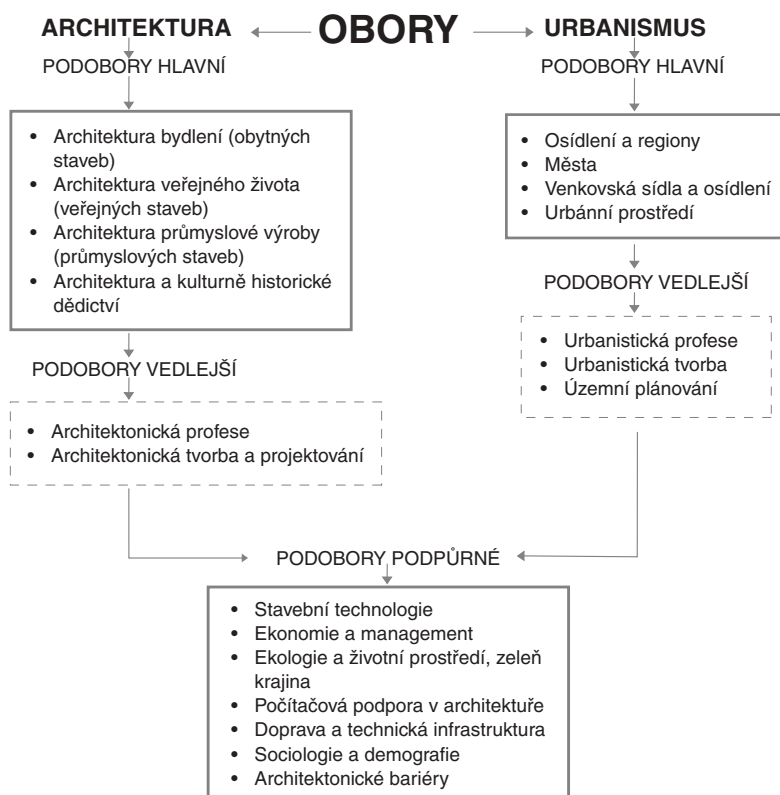 OBORY
ARCHITEKTURA
PODOBORY HLAVNÍ
• Architektura bydlení (obytných
staveb)
• Architektura veřejného života
(veřejných staveb)
• Architektura průmyslové výroby
(průmyslových staveb)
• Architektura a kulturně historické
dědictví
PODOBORY VEDLEJŠÍ
• Architektonická profese
• Architektonická tvorba a projektování
URBANISMUS
PODOBORY HLAVNÍ
• Osídlení a regiony
• Města
• Venkovská sídla a osídlení
• Urbánní prostředí
PODOBORY VEDLEJŠÍ
• Urbanistická profese
• Urbanistická tvorba
• Územní plánování
PODOBORY PODPŮRNÉ
• Stavební technologie
• Ekonomie a management
• Ekologie a životní prostředí, zeleň
krajina
• Počítačová podpora v architektuře
• Doprava a technická infrastruktura
• Sociologie a demografie
• Architektonické bariéry